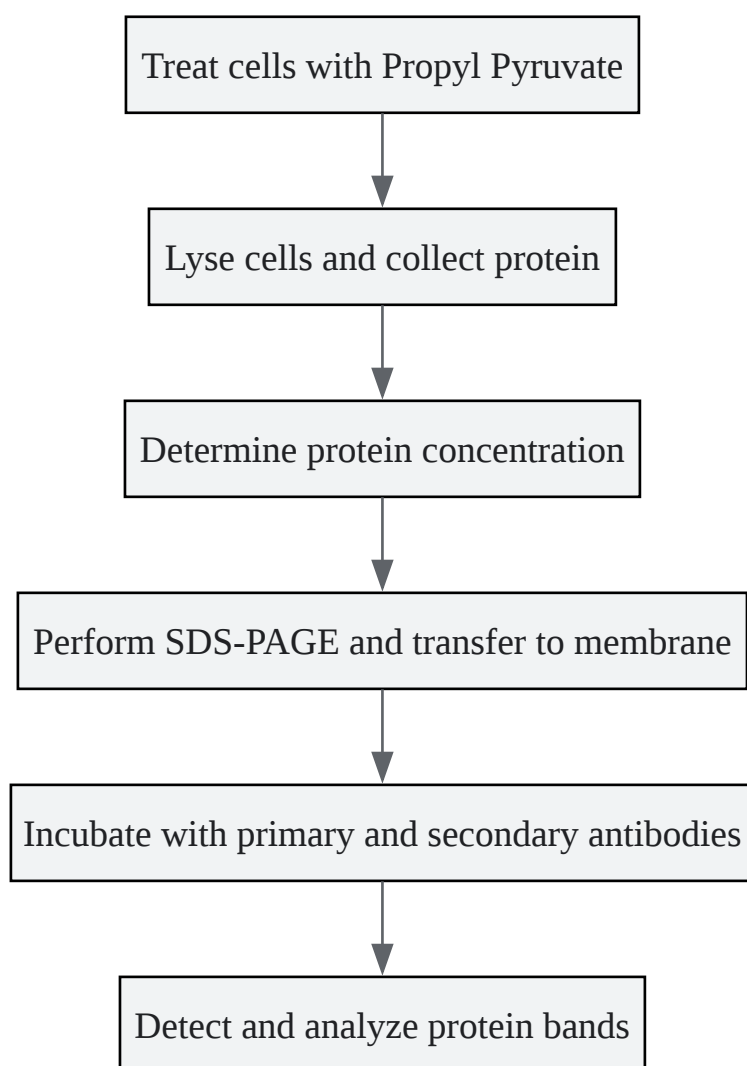 Treat cells with Propyl Pyruvate
Lyse cells and collect protein
Determine protein concentration
Perform SDS-PAGE and transfer to membrane
Incubate with primary and secondary antibodies
Detect and analyze protein bands